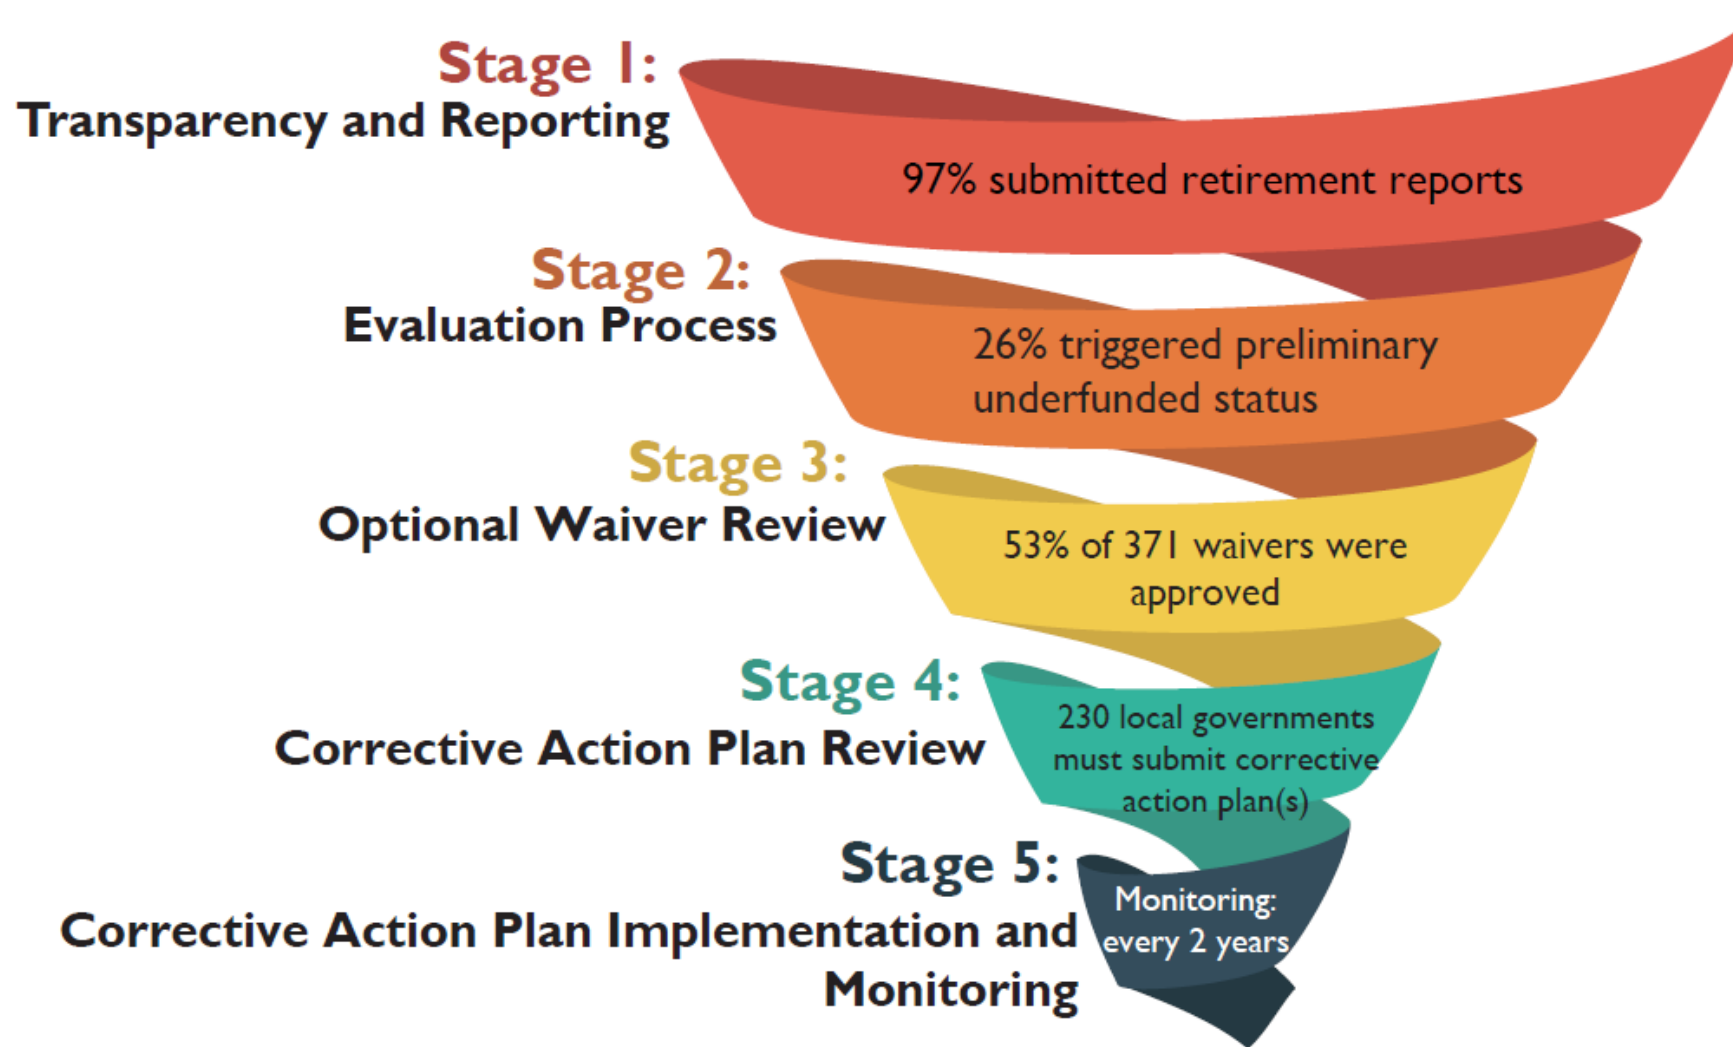 Stage 1:
Transparency and Reporting
97% submitted retirement reports
Stage 2:
Evaluation Process
26% triggered preliminary
underfunded status
Stage 3:
Optional Waiver Review
53% of 371 waivers were
approved
Stage 4:
Corrective Action Plan Review
230 local governments
must submit corrective
action plan(s)
Stage 5:
Corrective Action Plan Implementation and
Monitoring
Monitoring:
every 2 years